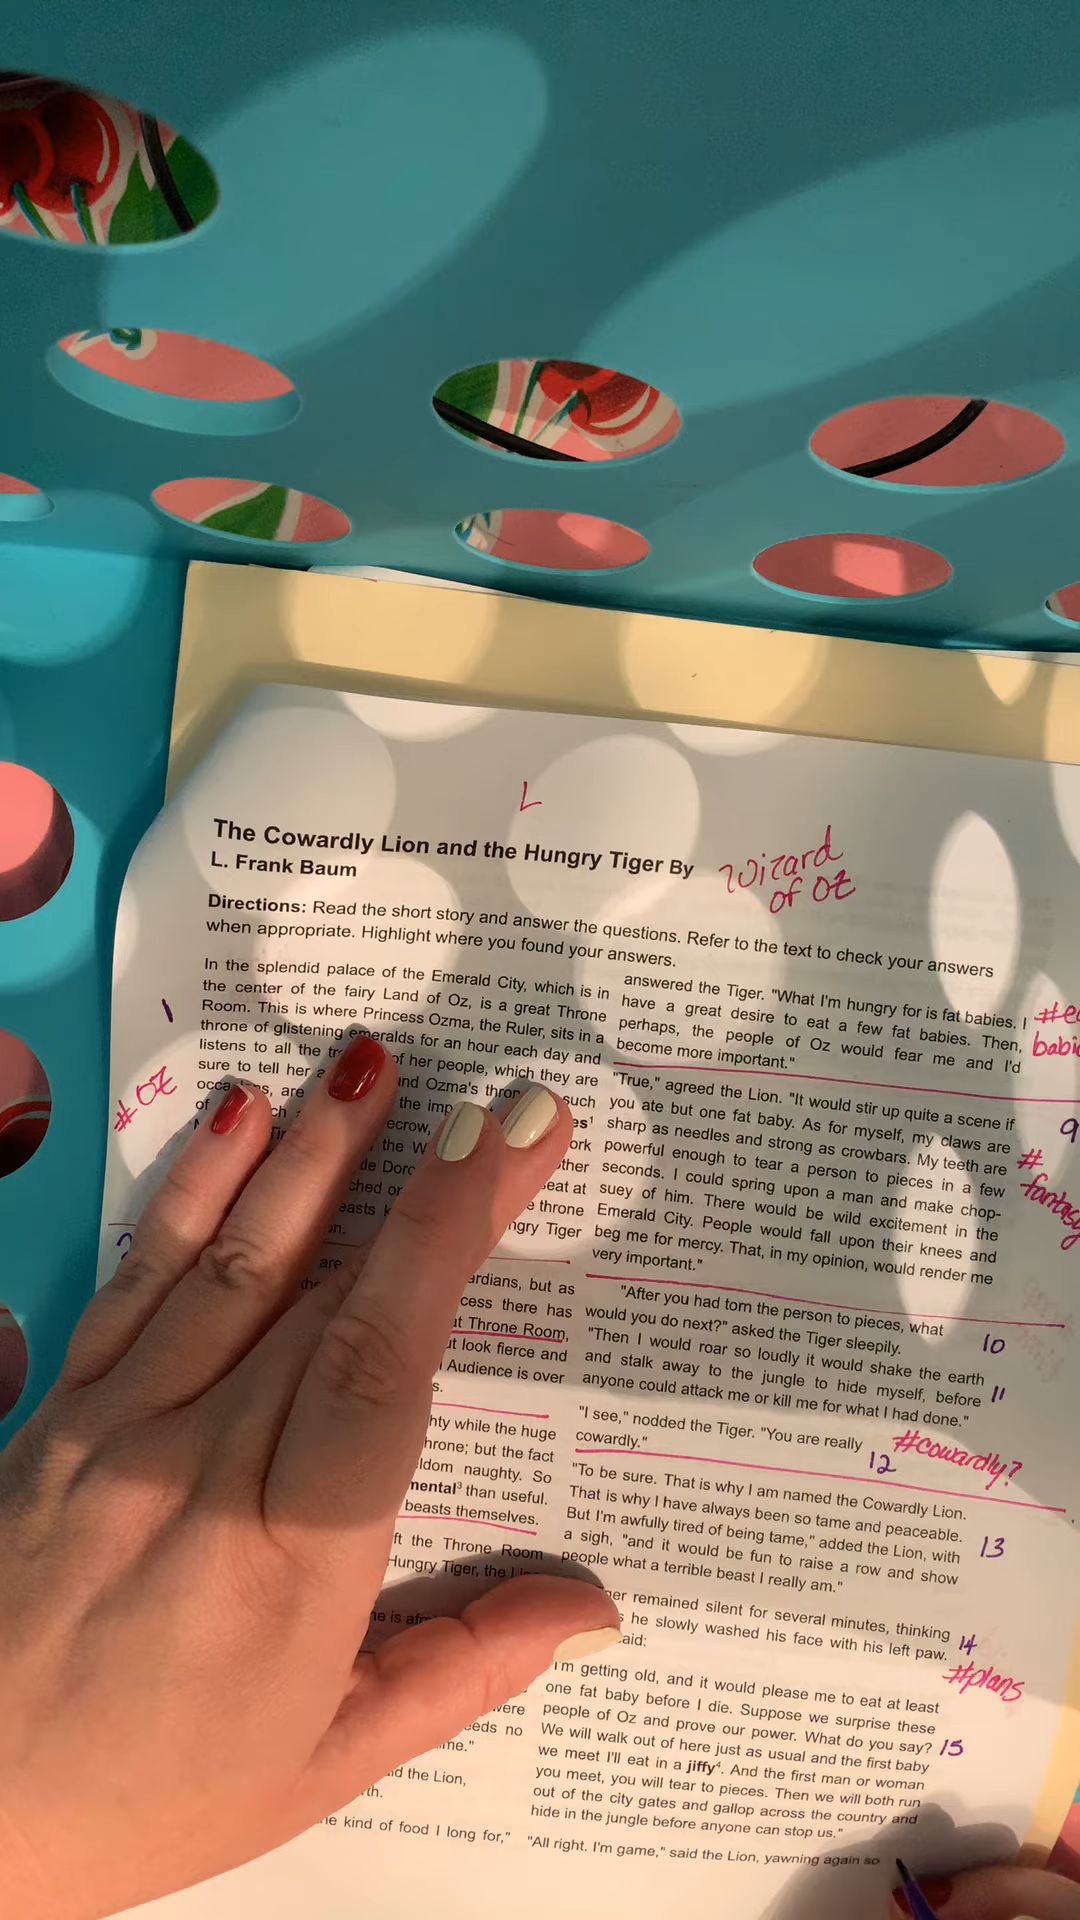 L
The Cowardly Lion and the Hungry Tiger By
L. Frank Baum
Wizard
of Oz
Directions: Read the short story and answer the questions. Refer to the text to check your answers
when appropriate. Highlight where you found your answers.
1
In the splendid palace of the Emerald City, which is in
the center of the fairy Land of Oz, is a great Throne
Room. This is where Princess Ozma, the Ruler, sits in a
throne of glistening emeralds for an hour each day and
listens to all the of her people, which they are
sure to tell her
are and Ozma's such
of the
#OZ
the
2
are
ardians, but as
cess there has
at Throne Room,
ut look fierce and
Audience is over
hty while the huge
hrone; but the fact
ldom naughty. So
mental³ than useful.
beasts themselves.
ft the Throne Room
Hungry Tiger, the
he is
were
eeds no
me."
id the Lion,
rth.
kind of food I long for,"
answered the Tiger. "What I'm hungry for is fat babies. I
have a great desire to eat a few fat babies. Then,
perhaps, the people of Oz would fear me and I'd
become more important."
"True," agreed the Lion. "It would stir up quite a scene if
you ate but one fat baby. As for myself, my claws are
sharp as needles and strong as crowbars. My teeth are
powerful enough to tear a person to pieces in a few
seconds. I could spring upon a man and make chop-
suey of him. There would be wild excitement in the
Emerald City. People would fall upon their knees and
beg me for mercy. That, in my opinion, would render me
very important."
9
#
fantasy
"After you had torn the person to pieces, what
would you do next?" asked the Tiger sleepily.
10
"Then I would roar so loudly it would shake the earth
and stalk away to the jungle to hide myself, before
anyone could attack me or kill me for what I had done."
11
"I see," nodded the Tiger. "You are really
cowardly."
12
#cowardly?
"To be sure. That is why I am named the Cowardly Lion.
That is why I have always been so tame and peaceable.
But I'm awfully tired of being tame," added the Lion, with
a sigh, "and it would be fun to raise a row and show
people what a terrible beast I really am."
13
er remained silent for several minutes, thinking
he slowly washed his face with his left paw.
aid:
14
#plans
I'm getting old, and it would please me to eat at least
one fat baby before I die. Suppose we surprise these
people of Oz and prove our power. What do you say?
15
We will walk out of here just as usual and the first baby
we meet I'll eat in a jiffy⁴. And the first man or woman
you meet, you will tear to pieces. Then we will both run
out of the city gates and gallop across the country and
hide in the jungle before anyone can stop us."
"All right. I'm game," said the Lion, yawning again so